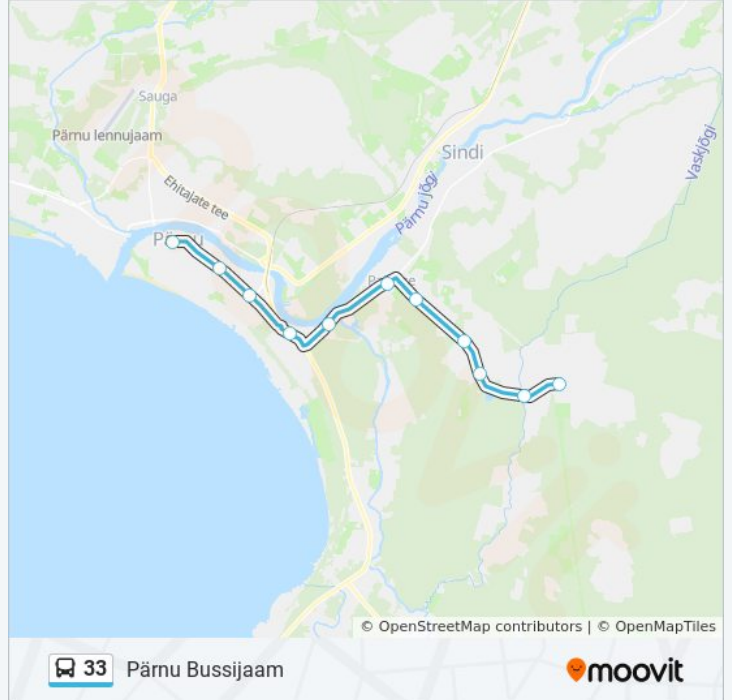 Sauga
Pärnu lennujaam
Ehitajate tee
Sindi
Vaskjõgi
Pärnu jõgi
© OpenStreetMap contributors | © OpenMapTiles
33 Pärnu Bussijaam
moovit